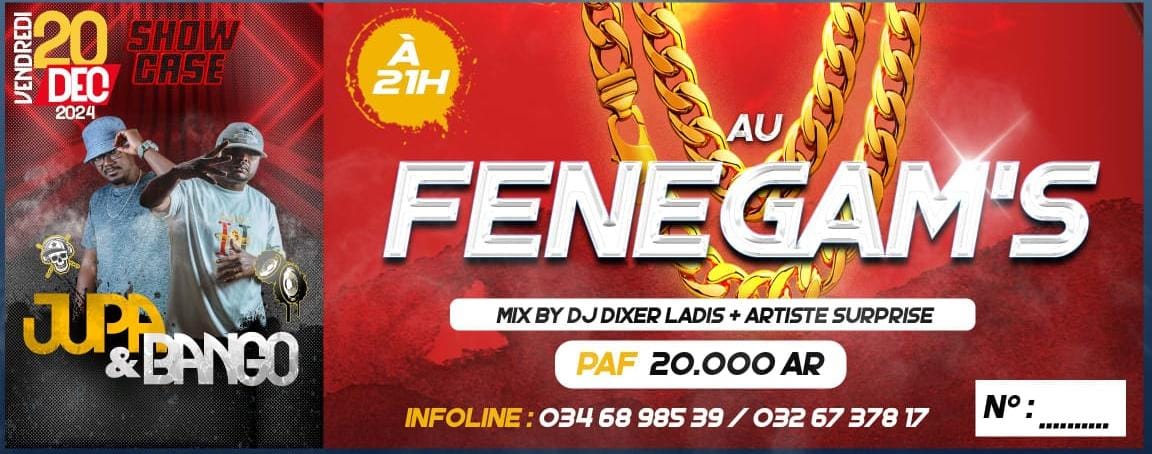 VENDREDI
20
DEC
2024
SHOW
CASE
JUPA
&BANGO
À
21H
AU
FENEGAM'S
MIX BY DJ DIXER LADIS + ARTISTE SURPRISE
PAF 20.000 AR
INFOLINE : 034 68 985 39 / 032 67 378 17
N° : ..........